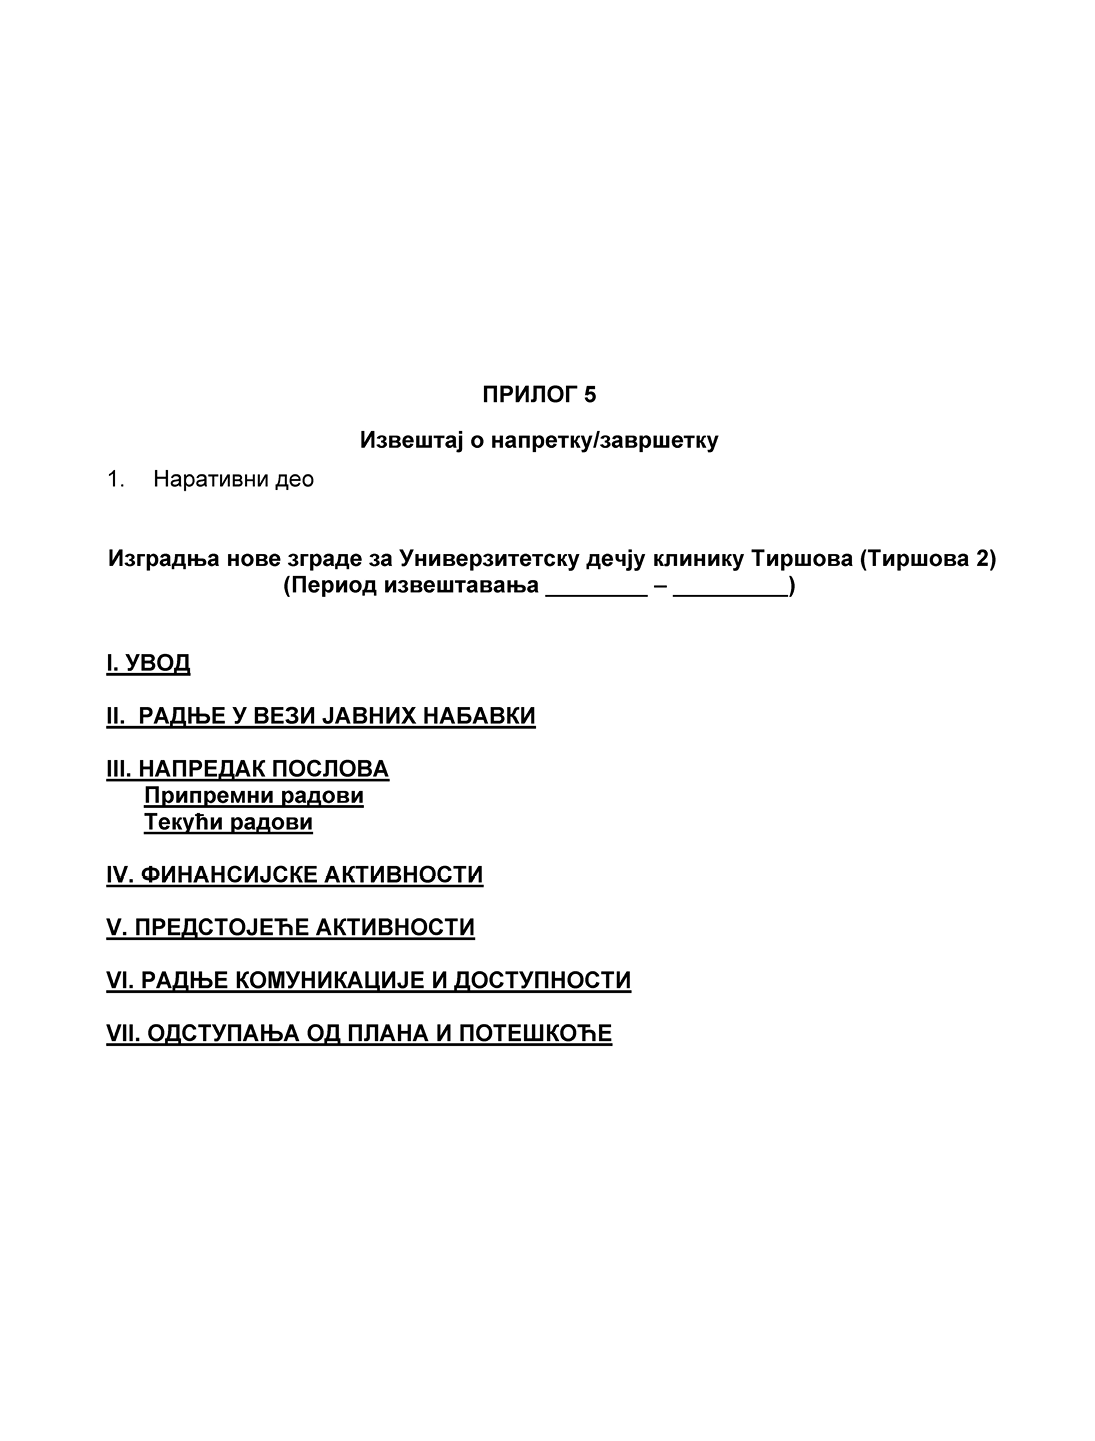 ПРИЛОГ 5
Извештај о напретку/завршетку
1. Наративни део
Изградња нове зграде за Универзитетску дечју клинику Тиршова (Тиршова 2)
(Период извештавања ________ – _________)
I. УВОД
II. РАДЊЕ У ВЕЗИ ЈАВНИХ НАБАВКИ
III. НАПРЕДАК ПОСЛОВА
Припремни радови
Текући радови
IV. ФИНАНСИЈСКЕ АКТИВНОСТИ
V. ПРЕДСТОЈЕЋЕ АКТИВНОСТИ
VI. РАДЊЕ КОМУНИКАЦИЈЕ И ДОСТУПНОСТИ
VII. ОДСТУПАЊА ОД ПЛАНА И ПОТЕШКОЋЕ